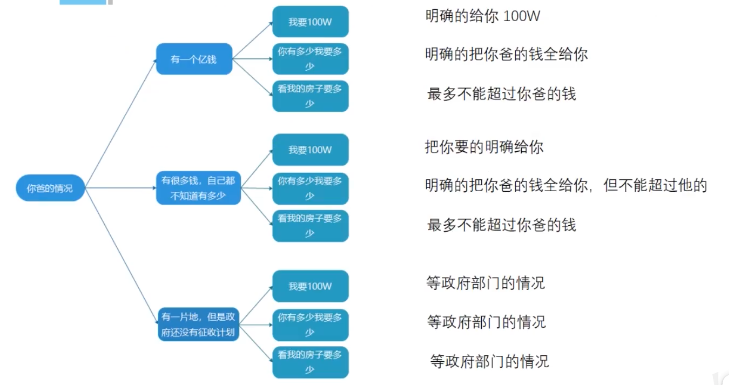 我要100W
明确的给你 100W
有一个亿钱
你有多少我要多
少
明确的把你爸的钱全给你
看我的房子要多
少
最多不能超过你爸的钱
你爸的情况
我要100W
把你要的明确给你
有很多钱，自己都
不知道有多少
你有多少我要多
少
明确的把你爸的钱全给你，但不能超过他的
看我的房子要多
少
最多不能超过你爸的钱
我要100W
等政府部门的情况
有一片地，但是政
府还没有征收计划
你有多少我要多
少
等政府部门的情况
看我的房子要多
少
等政府部门的情况